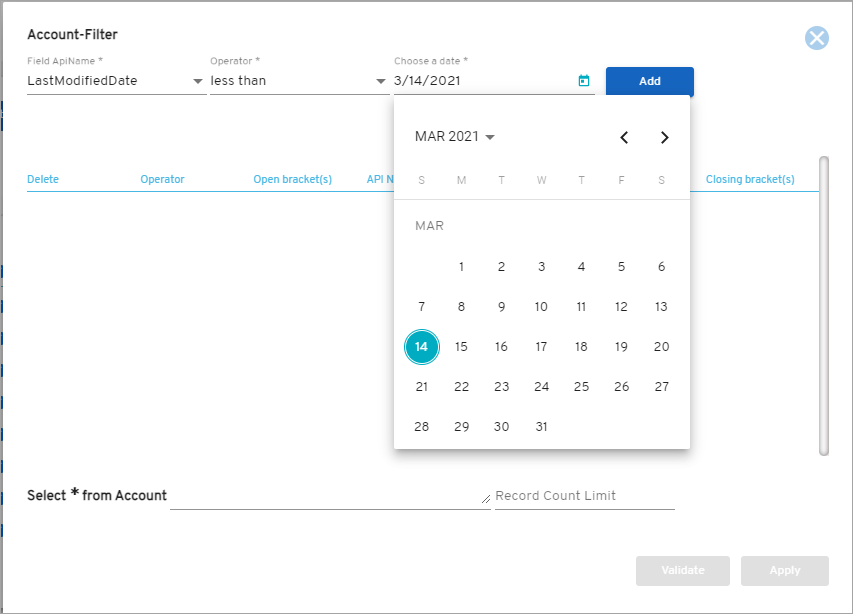 Account-Filter
Field ApiName * Operator * Choose a date *
LastModifiedDate less than 3/14/2021 Add
MAR 2021
Delete Operator Open bracket(s) API N Closing bracket(s)
S M T W T F S
MAR
1 2 3 4 5 6
7 8 9 10 11 12 13
14 15 16 17 18 19 20
21 22 23 24 25 26 27
28 29 30 31
Select * from Account Record Count Limit
Validate Apply